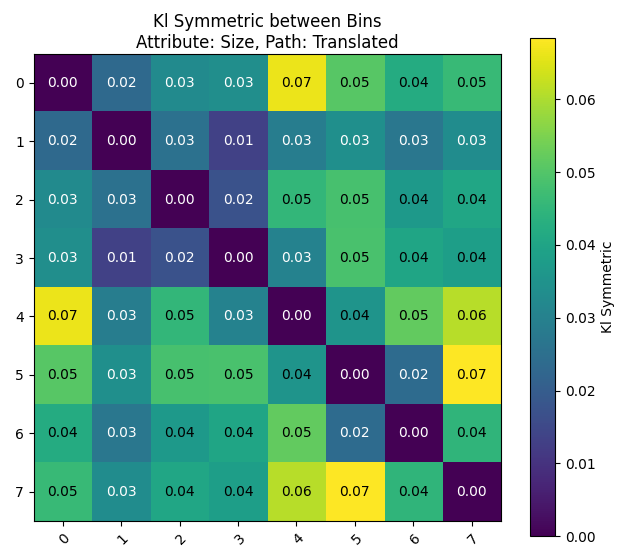 Kl Symmetric between Bins
Attribute: Size, Path: Translated
0 0.00 0.02 0.03 0.03 0.07 0.05 0.04 0.05
1 0.02 0.00 0.03 0.01 0.03 0.03 0.03 0.03
2 0.03 0.03 0.00 0.02 0.05 0.05 0.04 0.04
3 0.03 0.01 0.02 0.00 0.03 0.05 0.04 0.04
4 0.07 0.03 0.05 0.03 0.00 0.04 0.05 0.06
5 0.05 0.03 0.05 0.05 0.04 0.00 0.02 0.07
6 0.04 0.03 0.04 0.04 0.05 0.02 0.00 0.04
7 0.05 0.03 0.04 0.04 0.06 0.07 0.04 0.00
0 1 2 3 4 5 6 7
0.06
0.05
0.04
0.03
0.02
0.01
0.00
Kl Symmetric